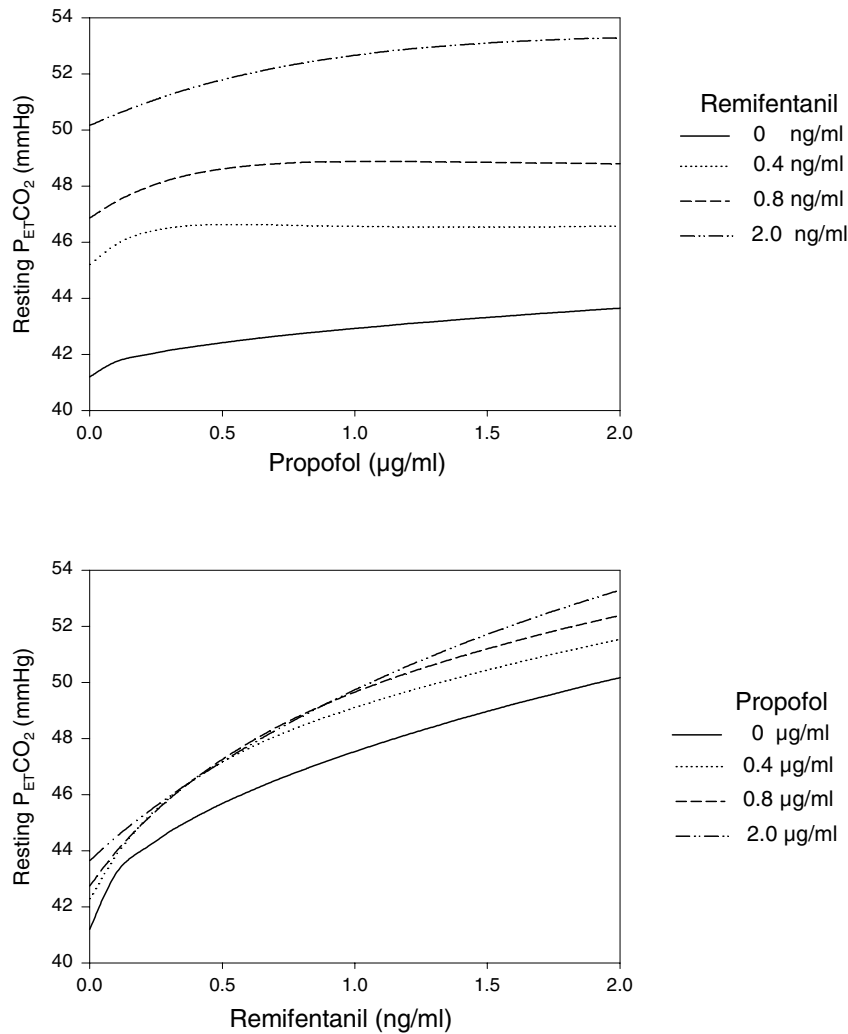 54
52
50
48
46
44
42
40
Resting PETCO2 (mmHg)
0.0 0.5 1.0 1.5 2.0
Propofol (µg/ml)
Remifentanil
0 ng/ml
0.4 ng/ml
0.8 ng/ml
2.0 ng/ml
54
52
50
48
46
44
42
40
Resting PETCO2 (mmHg)
0.0 0.5 1.0 1.5 2.0
Remifentanil (ng/ml)
Propofol
0 µg/ml
0.4 µg/ml
0.8 µg/ml
2.0 µg/ml